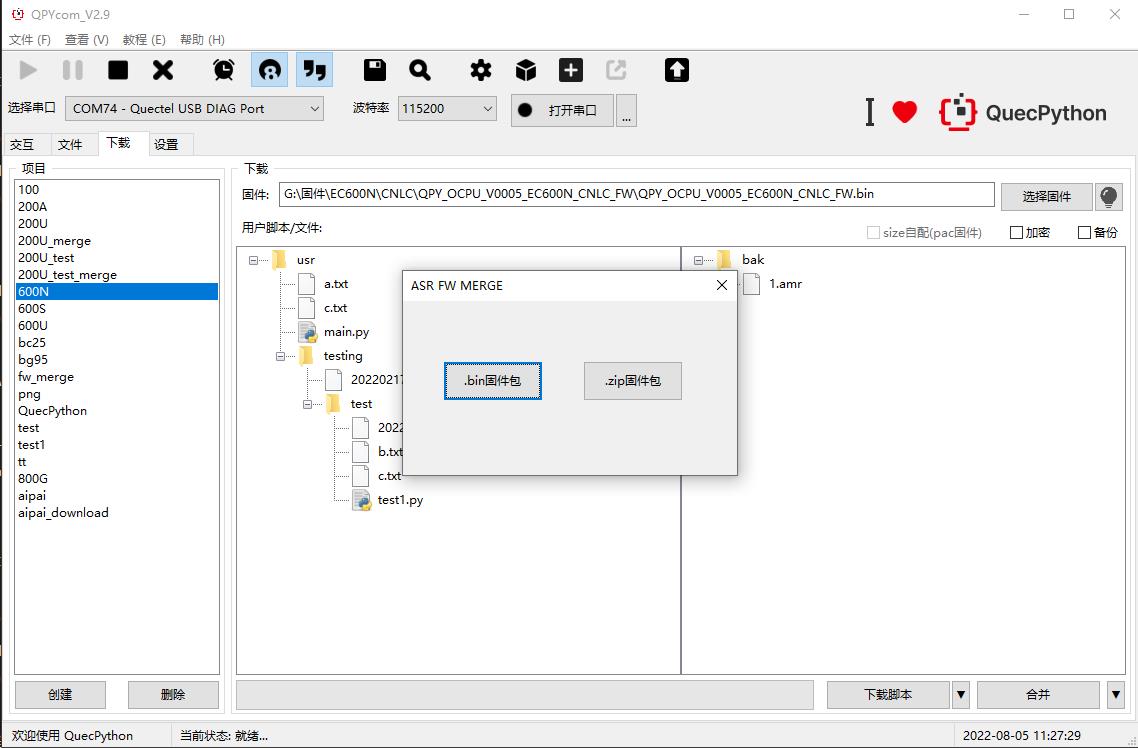 QPYcom_V2.9
文件 (F) 查看 (V) 教程 (E) 帮助 (H)
选择串口 COM74 - Quectel USB DIAG Port 波特率 115200 打开串口 ...
I QuecPython
交互 文件 下载 设置
项目
100
200A
200U
200U_merge
200U_test
200U_test_merge
600N
600S
600U
bc25
bg95
fw_merge
png
QuecPython
test
test1
tt
800G
aipai
aipai_download
创建 删除
下载
固件: G:\固件\EC600N\CNLC\QPY_OCPU_V0005_EC600N_CNLC_FW\QPY_OCPU_V0005_EC600N_CNLC_FW.bin 选择固件
用户脚本/文件: size自配(pac固件) 加密 备份
usr
a.txt
c.txt
main.py
testing
20220217
test
2022
b.txt
c.txt
test1.py
bak
1.amr
ASR FW MERGE
.bin固件包 .zip固件包
下载脚本 合并
欢迎使用 QuecPython 当前状态: 就绪... 2022-08-05 11:27:29